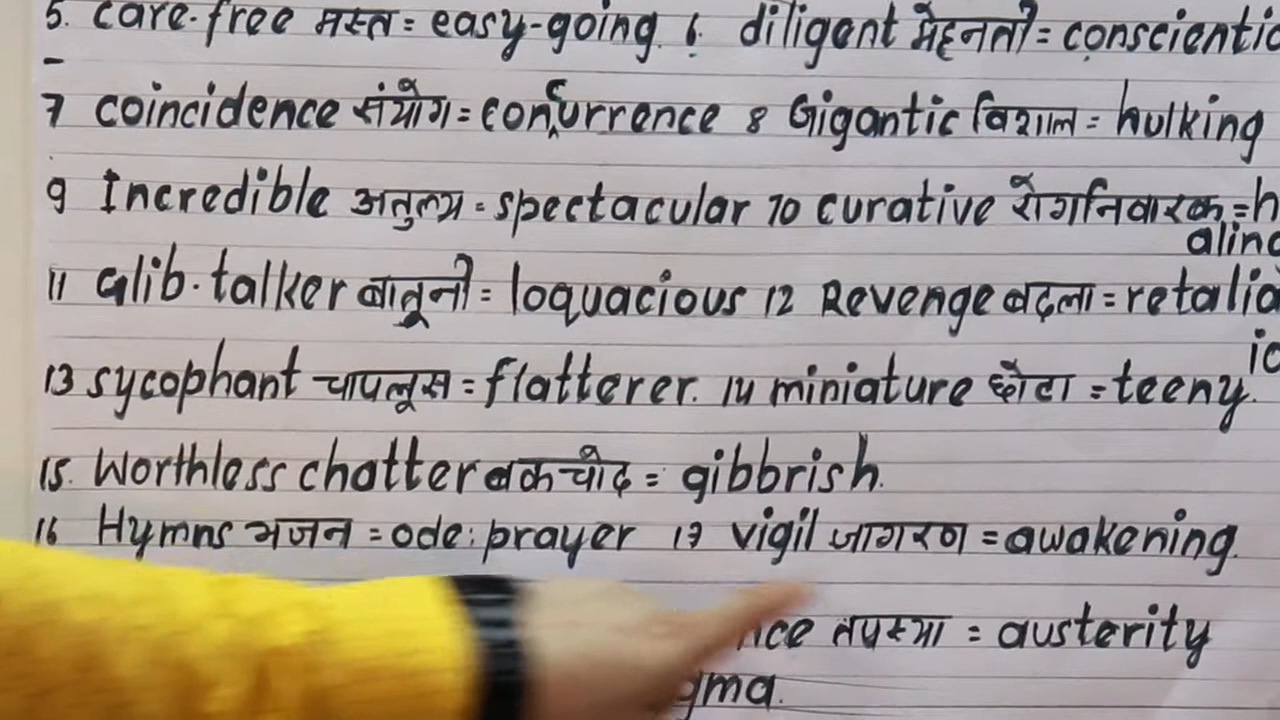 5. care-free मस्त = easy-going. 6. diligent मेहनती = conscientio
7 coincidence संयोग = concurrence 8 Gigantic विशाल = hulking
9 Incredible अतुल्य = spectacular 10 curative रोगनिवारक = h
alind
11 Glib-talker बातूनी = loquacious 12 Revenge बदला = retalia
io
13 sycophant चापलूस = flatterer. 14 miniature छोटा = teeny.
15. Worthless chatter बकचोद = gibbrish.
16 Hymns भजन = ode; prayer 17 vigil जागरण = awakening.
nce तपस्या = austerity
gma.